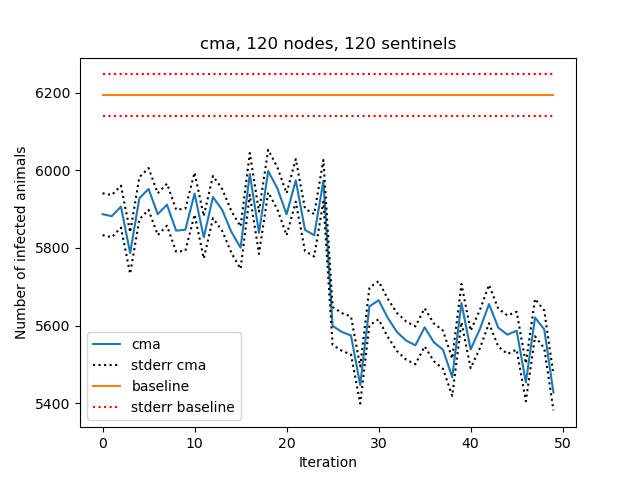 cma, 120 nodes, 120 sentinels
Number of infected animals
6200
6000
5800
5600
5400
cma
stderr cma
baseline
stderr baseline
0 10 20 30 40 50
Iteration